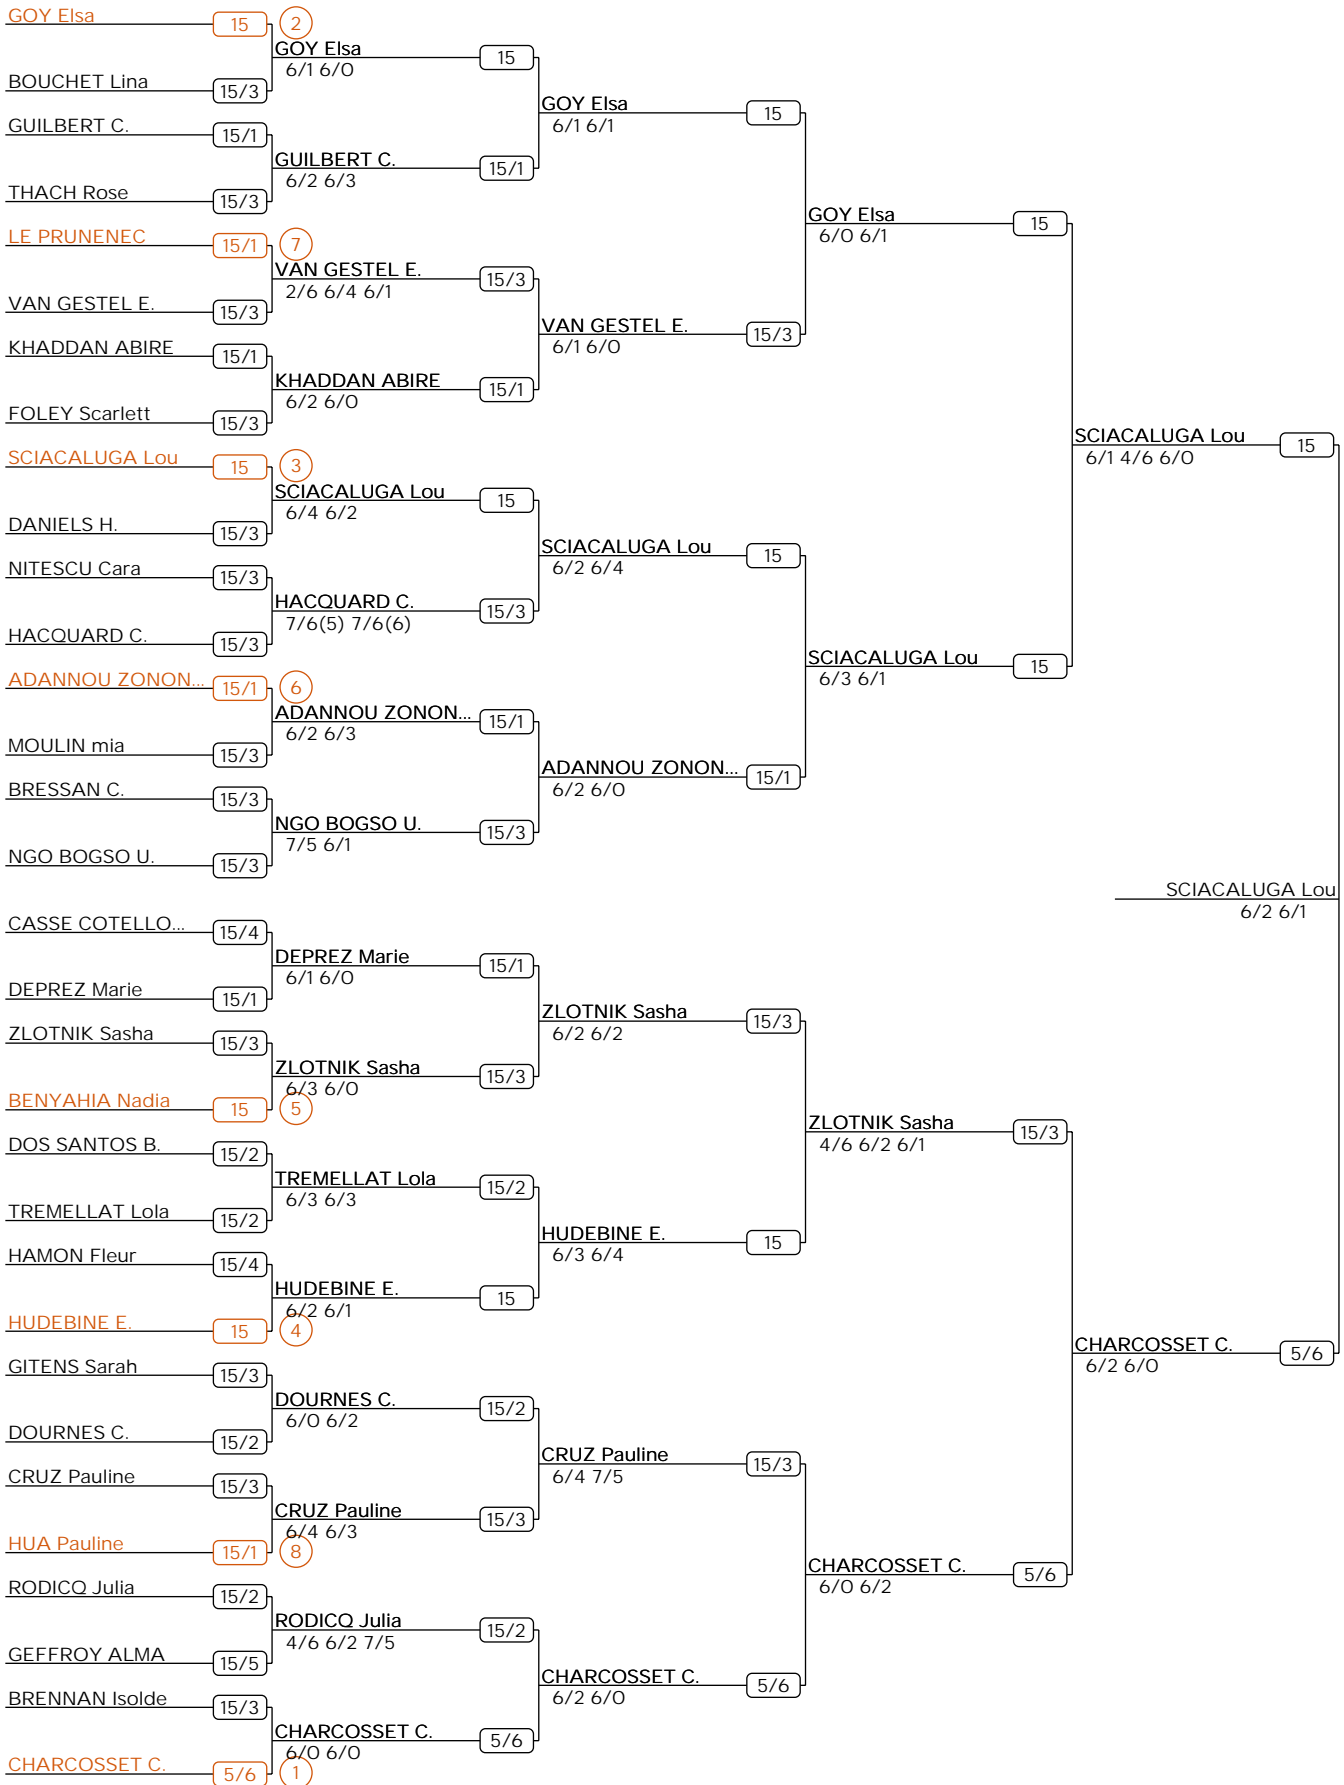 GOY Elsa
15
2
GOY Elsa
6/1 6/0
15
BOUCHET Lina
15/3
GOY Elsa
6/1 6/1
15
GUILBERT C.
15/1
GUILBERT C.
6/2 6/3
15/1
THACH Rose
15/3
GOY Elsa
6/0 6/1
15
LE PRUNENEC
15/1
7
VAN GESTEL E.
2/6 6/4 6/1
15/3
VAN GESTEL E.
15/3
VAN GESTEL E.
6/1 6/0
15/3
KHADDAN ABIRE
15/1
KHADDAN ABIRE
6/2 6/0
15/1
FOLEY Scarlett
15/3
SCIACALUGA Lou
6/1 4/6 6/0
15
SCIACALUGA Lou
15
3
SCIACALUGA Lou
6/4 6/2
15
DANIELS H.
15/3
SCIACALUGA Lou
6/2 6/4
15
NITESCU Cara
15/3
HACQUARD C.
7/6(5) 7/6(6)
15/3
HACQUARD C.
15/3
SCIACALUGA Lou
6/3 6/1
15
ADANNOU ZONON...
15/1
6
ADANNOU ZONON...
6/2 6/3
15/1
MOULIN mia
15/3
ADANNOU ZONON...
6/2 6/0
15/1
BRESSAN C.
15/3
NGO BOGSO U.
7/5 6/1
15/3
NGO BOGSO U.
15/3
SCIACALUGA Lou
6/2 6/1
CASSE COTELLO...
15/4
DEPREZ Marie
6/1 6/0
15/1
DEPREZ Marie
15/1
ZLOTNIK Sasha
6/2 6/2
15/3
ZLOTNIK Sasha
15/3
ZLOTNIK Sasha
6/3 6/0
15/3
BENYAHIA Nadia
15
5
ZLOTNIK Sasha
4/6 6/2 6/1
15/3
DOS SANTOS B.
15/2
TREMELLAT Lola
6/3 6/3
15/2
TREMELLAT Lola
15/2
HUDEBINE E.
6/3 6/4
15
HAMON Fleur
15/4
HUDEBINE E.
6/2 6/1
15
HUDEBINE E.
15
4
CHARCOSSET C.
6/2 6/0
5/6
GITENS Sarah
15/3
DOURNES C.
6/0 6/2
15/2
DOURNES C.
15/2
CRUZ Pauline
6/4 7/5
15/3
CRUZ Pauline
15/3
CRUZ Pauline
6/4 6/3
15/3
HUA Pauline
15/1
8
CHARCOSSET C.
6/0 6/2
5/6
RODICQ Julia
15/2
RODICQ Julia
4/6 6/2 7/5
15/2
GEFFROY ALMA
15/5
CHARCOSSET C.
6/2 6/0
5/6
BRENNAN Isolde
15/3
CHARCOSSET C.
6/0 6/0
5/6
CHARCOSSET C.
5/6
1